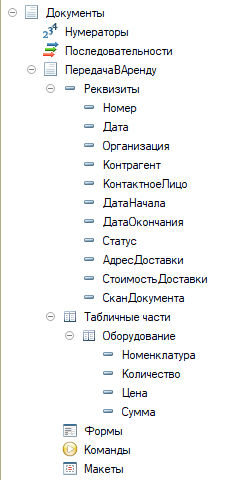 Документы
Нумераторы
Последовательности
ПередачаВАренду
Реквизиты
Номер
Дата
Организация
Контрагент
КонтактноеЛицо
ДатаНачала
ДатаОкончания
Статус
АдресДоставки
СтоимостьДоставки
СканДокумента
Табличные части
Оборудование
Номенклатура
Количество
Цена
Сумма
Формы
Команды
Макеты